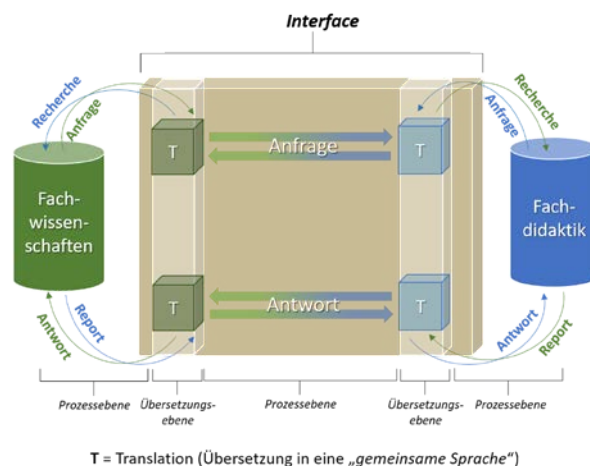 Interface
Recherche
Anfrage
Recherche
Anfrage
T
Anfrage
T
Fach-
wissen-
schaften
Fach-
didaktik
T
Antwort
T
Antwort
Report
Antwort
Report
Prozessebene
Übersetzungs-
ebene
Prozessebene
Übersetzungs-
ebene
Prozessebene
T = Translation (Übersetzung in eine „gemeinsame Sprache“)